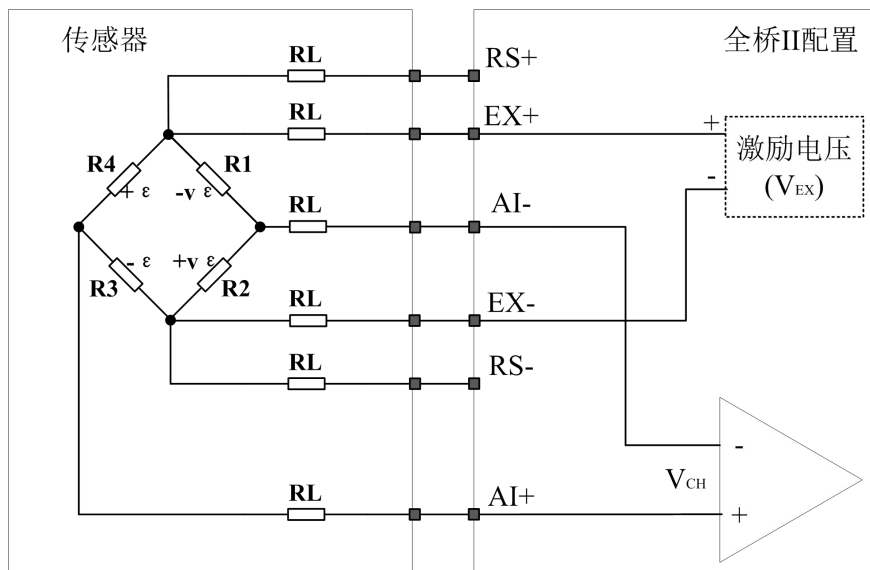 传感器
全桥II配置
RL
RS+
RL
EX+
+
激励电压
(VEX)
-
R4
R1
+ ε
-v ε
RL
AI-
- ε
+v ε
R3
R2
RL
EX-
RL
RS-
-
VCH
RL
AI+
+